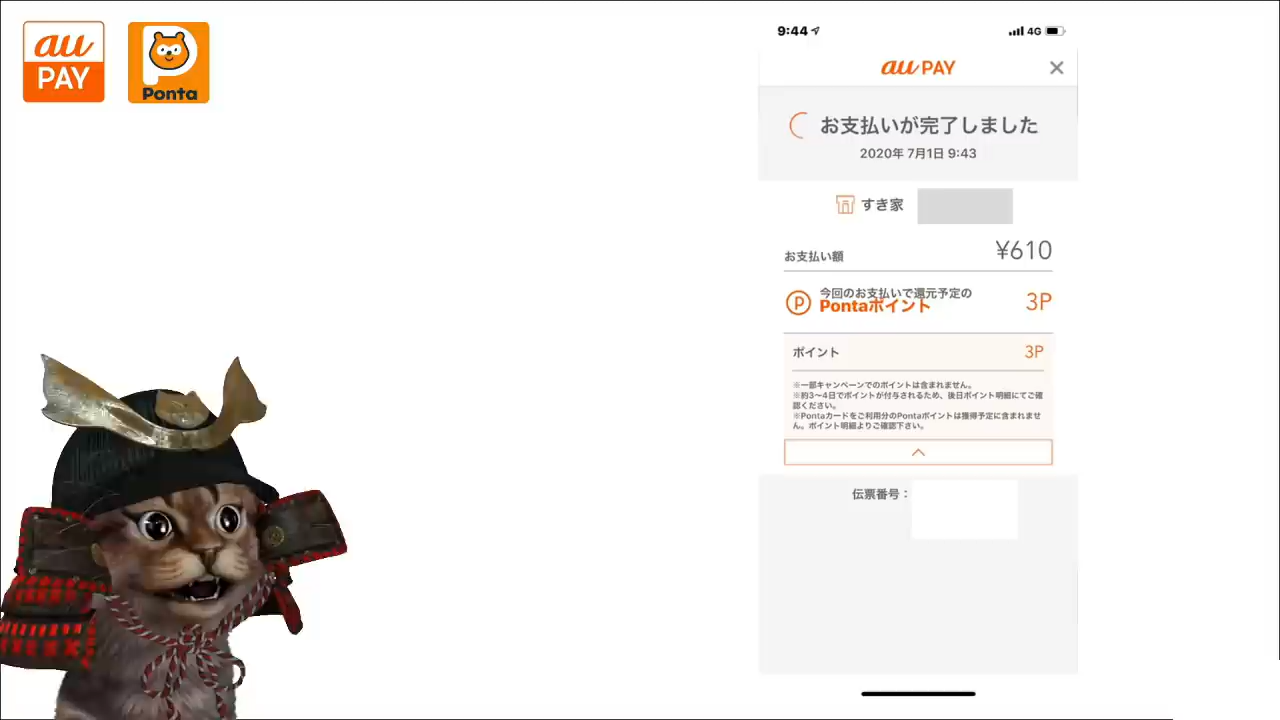 au
PAY
P
Ponta
9:44
4G
au PAY
お支払いが完了しました
2020年 7月1日 9:43
すき家
お支払い額
¥610
今回のお支払いで還元予定の
Pontaポイント
3P
ポイント
3P
※一部キャンペーンでのポイントは含まれません。
※約3〜4日でポイントが付与されるため、後日ポイント明細にてご確
認ください。
※Pontaカードをご利用分のPontaポイントは獲得予定に含まれませ
ん。ポイント明細よりご確認下さい。
伝票番号：